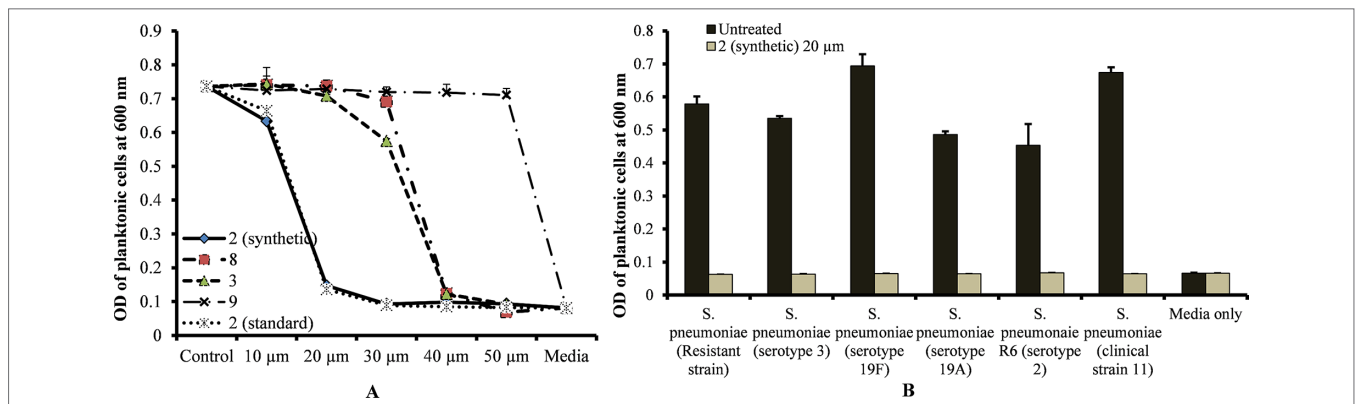 OD of planktonic cells at 600 nm
0.9
0.8
0.7
0.6
0.5
0.4
0.3
0.2
0.1
0
2 (synthetic)
8
3
9
2 (standard)
Control 10 µm 20 µm 30 µm 40 µm 50 µm Media
A
OD of planktonic cells at 600 nm
0.8
0.7
0.6
0.5
0.4
0.3
0.2
0.1
0
Untreated
2 (synthetic) 20 µm
S.
pneumoniae
(Resistant
strain)
S.
pneumoniae
(serotype 3)
S.
pneumoniae
(serotype
19F)
S.
pneumoniae
(serotype
19A)
S.
pneumonaie
R6 (serotype
2)
S.
pneumoniae
(clinical
strain 11)
Media only
B